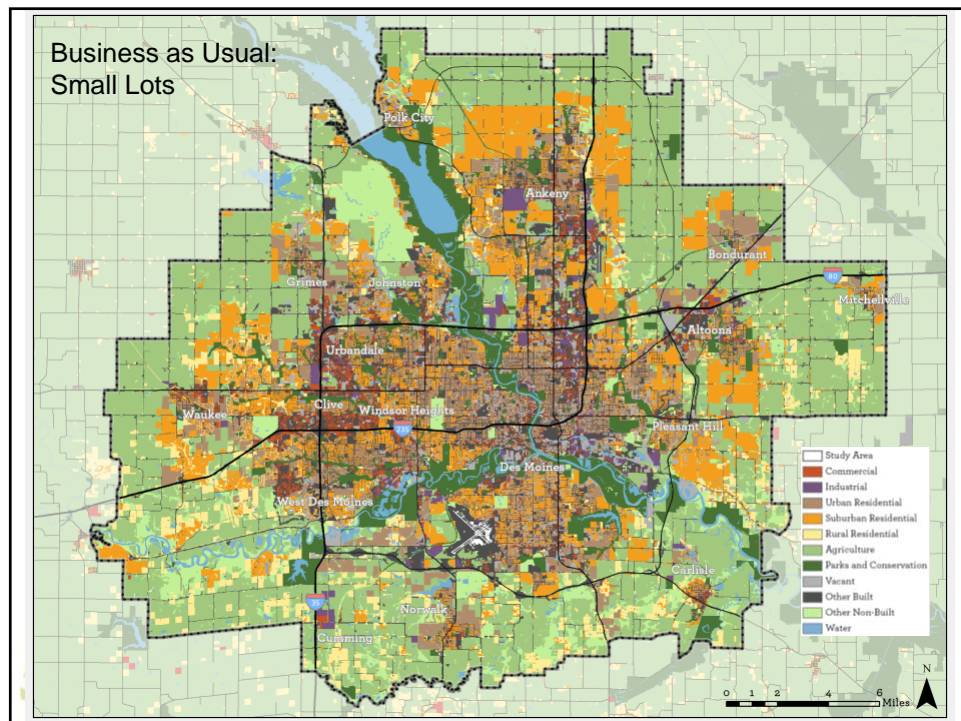 Business as Usual:
Small Lots
Polk City
Ankeny
Bondurant
Grimes
Johnston
80
Mitchellville
Altoona
Urbandale
Waukee
Clive
Windsor Heights
235
Pleasant Hill
Des Moines
West Des Moines
Carlisle
35
Norwalk
Cumming
Study Area
Commercial
Industrial
Urban Residential
Suburban Residential
Rural Residential
Agriculture
Parks and Conservation
Vacant
Other Built
Other Non-Built
Water
N
0 1 2 4 6
Miles